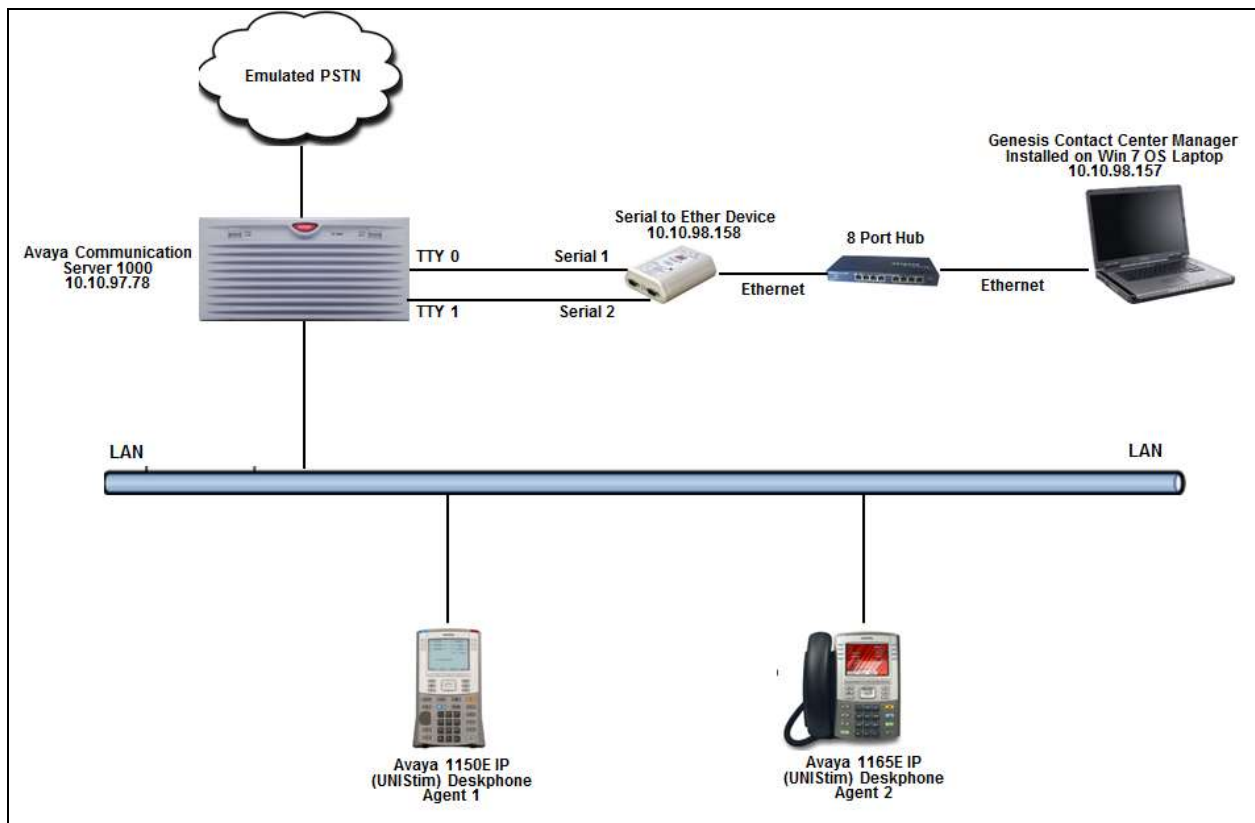 Emulated PSTN
Genesis Contact Center Manager
Installed on Win 7 OS Laptop
10.10.98.157
Serial to Ether Device
10.10.98.158
8 Port Hub
Avaya Communication
Server 1000
10.10.97.78
TTY 0
Serial 1
Ethernet
Ethernet
TTY 1
Serial 2
LAN
LAN
Avaya 1150E IP
(UNIStim) Deskphone
Agent 1
Avaya 1165E IP
(UNIStim) Deskphone
Agent 2